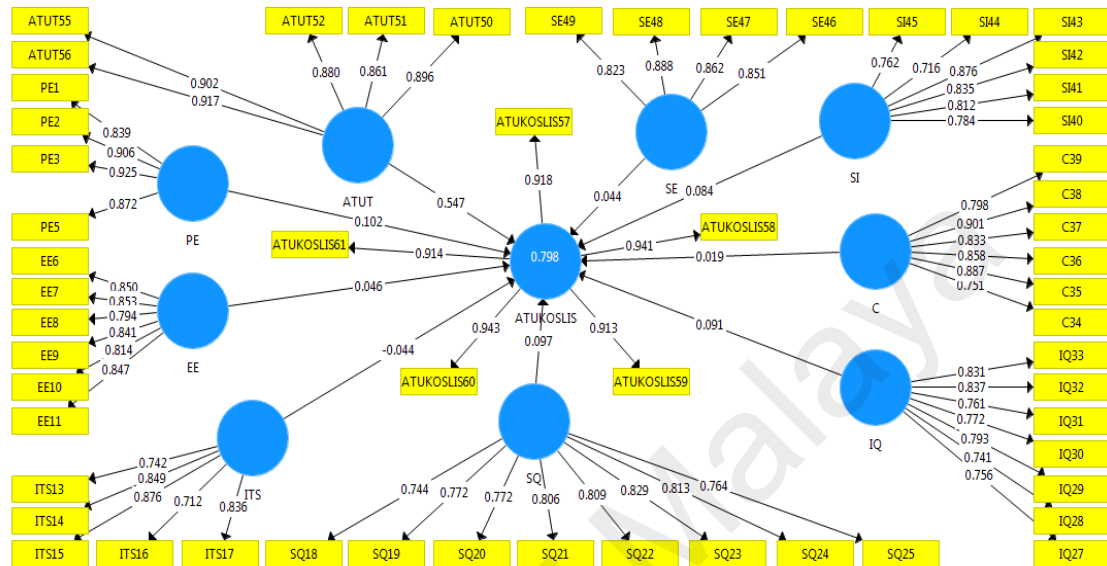 ATUT55
ATUT52
ATUT51
ATUT50
SE49
SE48
SE47
SE46
SI45
SI44
SI43
ATUT56
SI42
PE1
SI41
PE2
SI40
PE3
PE5
0.902
0.917
0.880
0.861
0.896
0.823
0.888
0.862
0.851
0.762
0.716
0.876
0.835
0.812
0.784
0.839
0.906
0.925
0.872
ATUKOSLIS57
ATUT
SE
SI
PE
0.918
0.547
0.044
0.084
0.102
C39
C38
C37
C36
C35
C34
0.798
0.901
0.833
0.858
0.887
0.751
ATUKOSLIS61
0.914
0.798
0.941
ATUKOSLIS58
0.019
C
EE6
EE7
EE8
EE9
EE10
EE11
0.850
0.853
0.794
0.841
0.814
0.847
EE
0.046
ATUKOSLIS
0.943
0.097
0.913
0.091
-0.044
ATUKOSLIS60
ATUKOSLIS59
IQ33
IQ32
IQ31
IQ30
IQ29
IQ28
IQ27
0.831
0.837
0.761
0.772
0.793
0.741
0.756
IQ
ITS
SQ
0.742
0.849
0.876
0.712
0.836
0.744
0.772
0.772
0.806
0.809
0.829
0.813
0.764
ITS13
ITS14
ITS15
ITS16
ITS17
SQ18
SQ19
SQ20
SQ21
SQ22
SQ23
SQ24
SQ25
Malaya